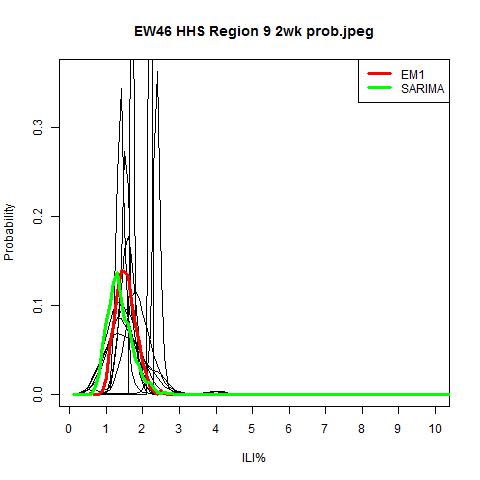 EW46 HHS Region 9 2wk prob.jpeg
EM1
SARIMA
Probability
0.3
0.2
0.1
0.0
0 1 2 3 4 5 6 7 8 9 10
ILI%